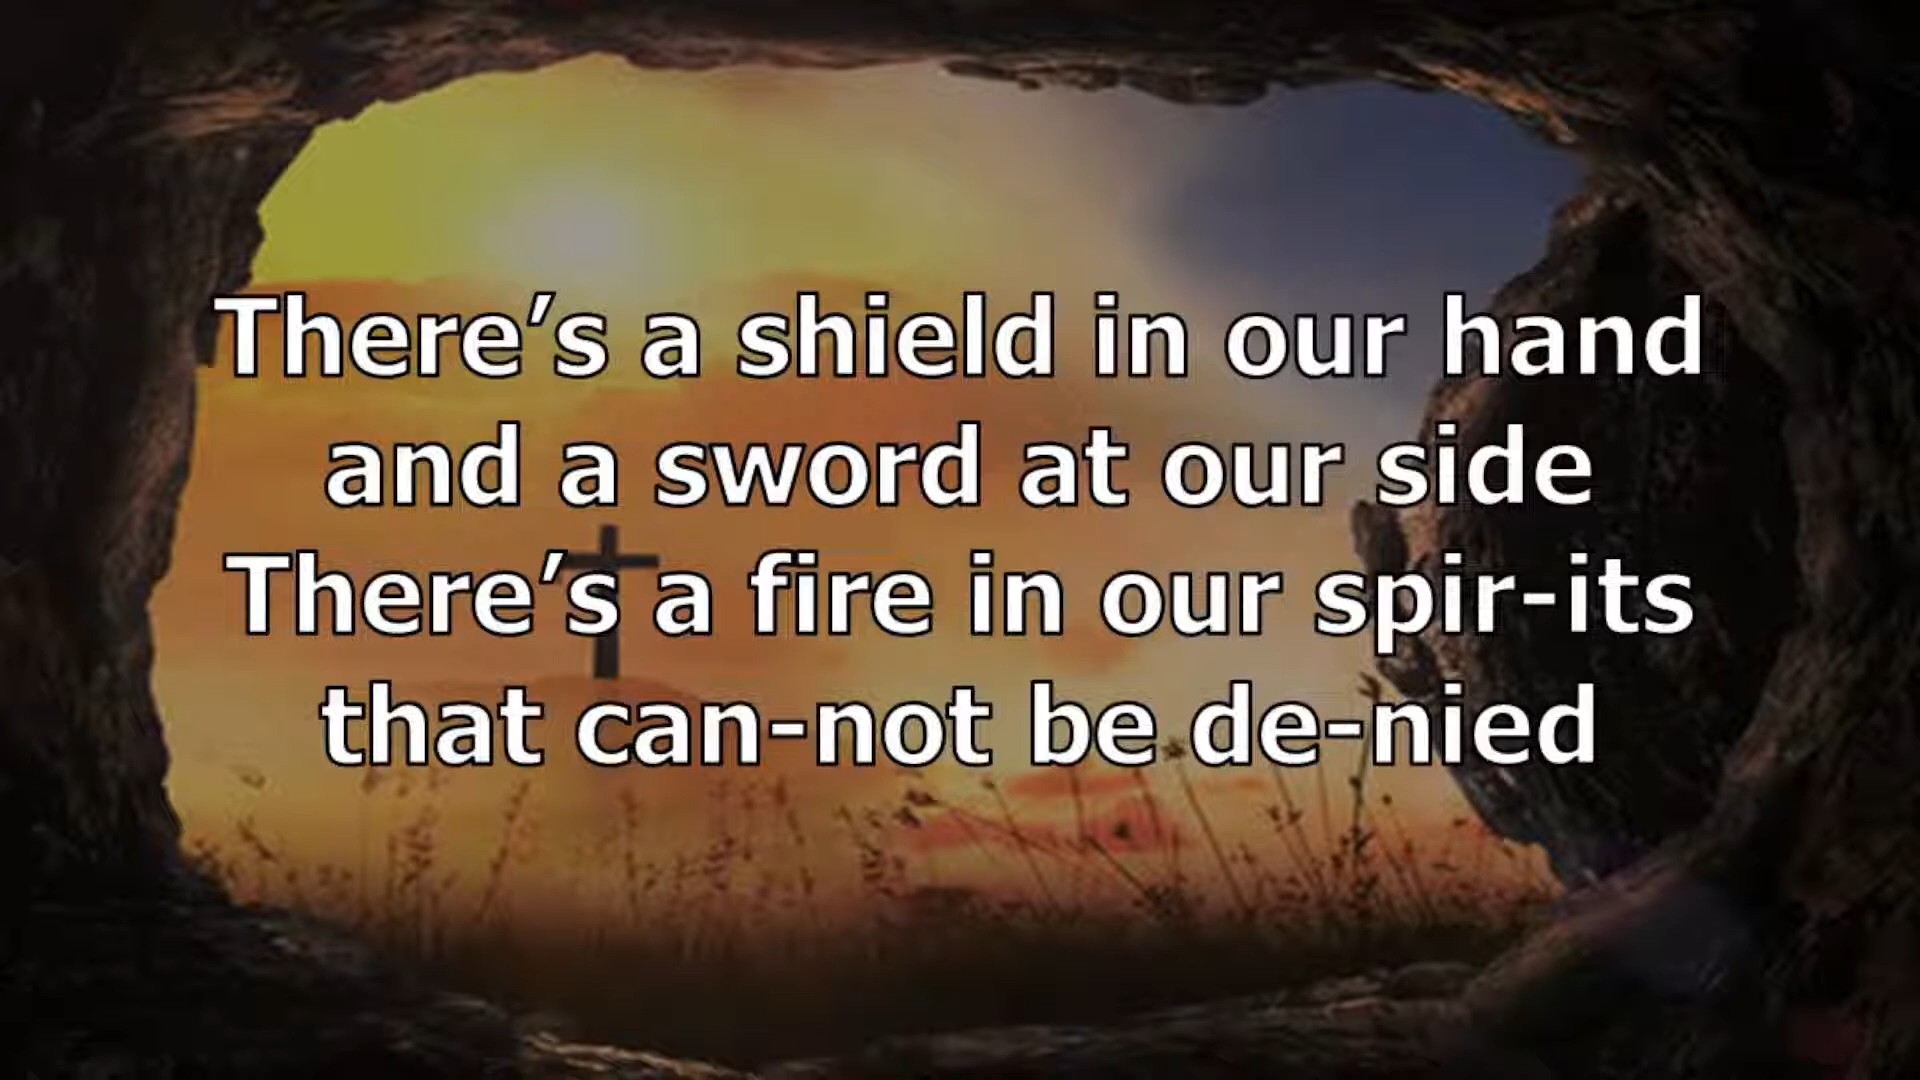 There’s a shield in our hand
and a sword at our side
There’s a fire in our spir-its
that can-not be de-nied